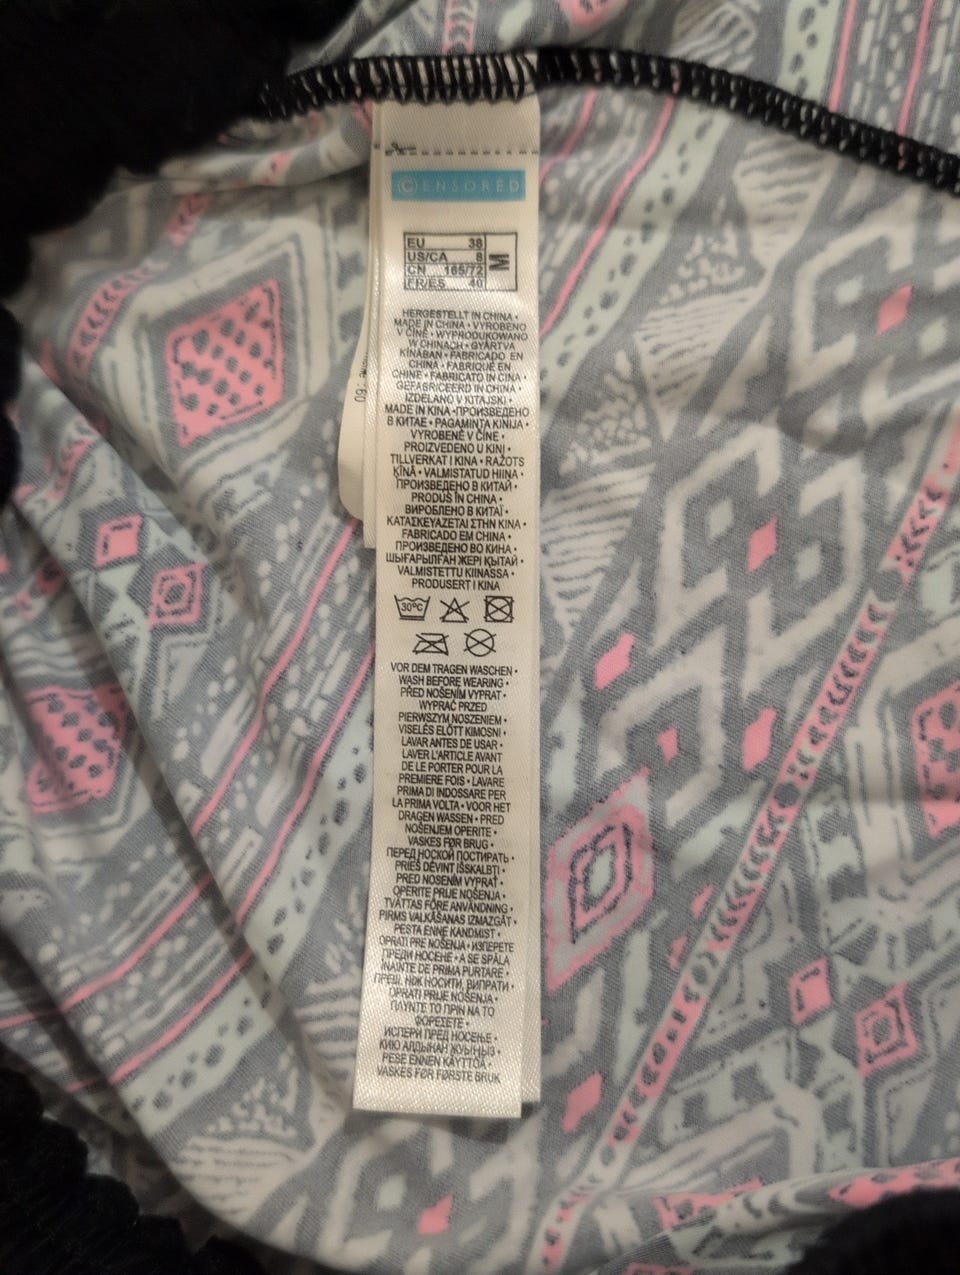 ©ENSORED
EU 38
US/CA 8
CN 165/72
FR/ES 40
M
HERGESTELLT IN CHINA •
MADE IN CHINA • VYROBENO
V ČÍNĚ • WYPRODUKOWANO
W CHINACH • GYÁRTVA
KÍNÁBAN • FABRICADO EN
CHINA • FABRIQUÉ EN
CHINE • FABBRICATO IN CINA •
GEFABRICEERD IN CHINA •
IZDELANO V KITAJSKI •
MADE IN KINA • ПРОИЗВЕДЕНО
В КИТАЕ • PAGAMINTA KINIJA •
VYROBENÉ V ČÍNE •
PROIZVEDENO U KINI •
TILLVERKAT I KINA • RAŽOTS
ĶĪNĀ • VALMISTATUD HIINA •
ПРОИЗВЕДЕНО В КИТАЙ •
PRODUS ÎN CHINA •
ВИРОБЛЕНО В КИТАЇ •
ΚΑΤΑΣΚΕΥΑΖΕΤΑΙ ΣΤΗΝ ΚΙΝΑ •
FABRICADO EM CHINA •
ПРОИЗВЕДЕНО ВО КИНА •
ШЫҒАРЫЛҒАН ЖЕРІ ҚЫТАЙ •
VALMISTETTU KIINASSA •
PRODUSERT I KINA
30°C
VOR DEM TRAGEN WASCHEN •
WASH BEFORE WEARING •
PŘED NOŠENÍM VYPRAT •
WYPRAĆ PRZED
PIERWSZYM NOSZENIEM •
VISELÉS ELŐTT KIMOSNI •
LAVAR ANTES DE USAR •
LAVER L'ARTICLE AVANT
DE LE PORTER POUR LA
PREMIERE FOIS • LAVARE
PRIMA DI INDOSSARE PER
LA PRIMA VOLTA • VOOR HET
DRAGEN WASSEN • PRED
NOŠENJEM OPERITE •
VASKES FØR BRUG •
ПЕРЕД НОСКОЙ ПОСТИРАТЬ •
PRIEŠ DĖVINT IŠSKALBTI •
PRED NOSENÍM VYPRAŤ •
OPERITE PRIJE NOŠENJA •
TVÄTTAS FÖRE ANVÄNDNING •
PIRMS VALKĀŠANAS IZMAZGĀT •
PESTA ENNE KANDMIST •
OPRATI PRE NOŠENJA • ИЗПЕРЕТЕ
ПРЕДИ НОСЕНЕ • A SE SPĂLA
ÎNAINTE DE PRIMA PURTARE •
ПЕРШ. НІЖ НОСИТИ, ВИПРАТИ •
OPRATI PRIJE NOŠENJA •
ΠΛΥΝΤΕ ΤΟ ΠΡΙΝ ΝΑ ΤΟ
ΦΟΡΕΣΕΤΕ •
ИСПЕРИ ПРЕД НОСЕЊЕ •
КИЮ АЛДЫНАН ЖУЫҢЫЗ •
PESE ENNEN KÄYTTÖÄ •
VASKES FØR FØRSTE BRUK